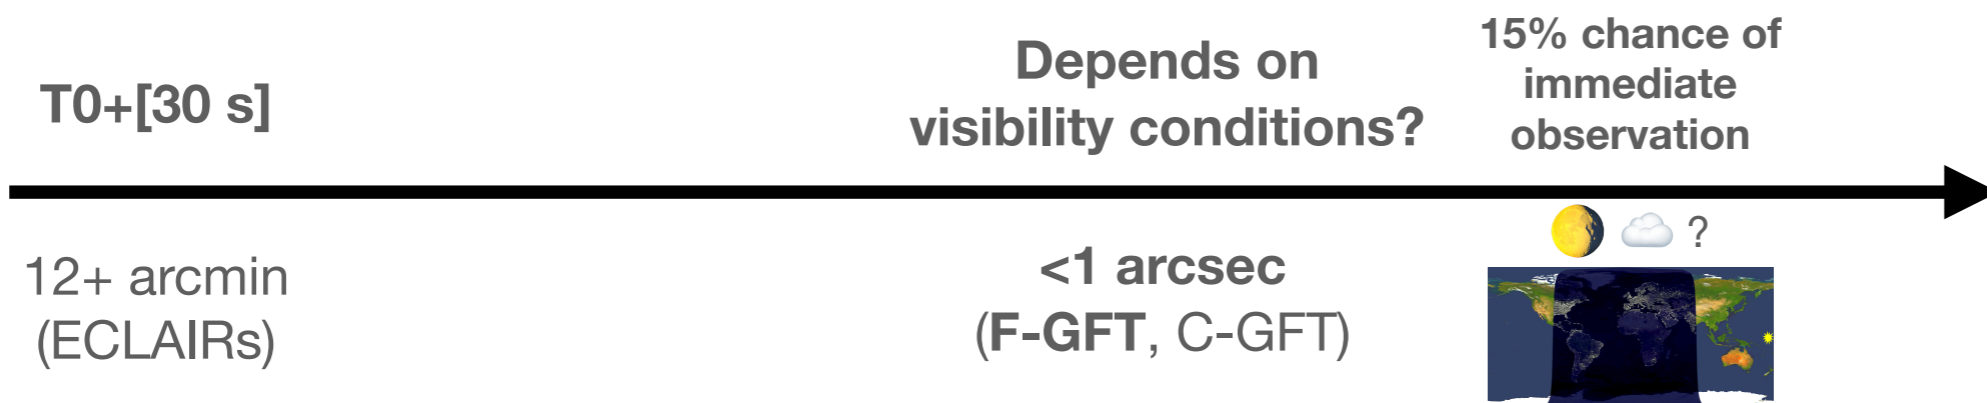 T0+[30 s]
Depends on
visibility conditions?
15% chance of
immediate
observation
12+ arcmin
(ECLAIRs)
<1 arcsec
(F-GFT, C-GFT)
?